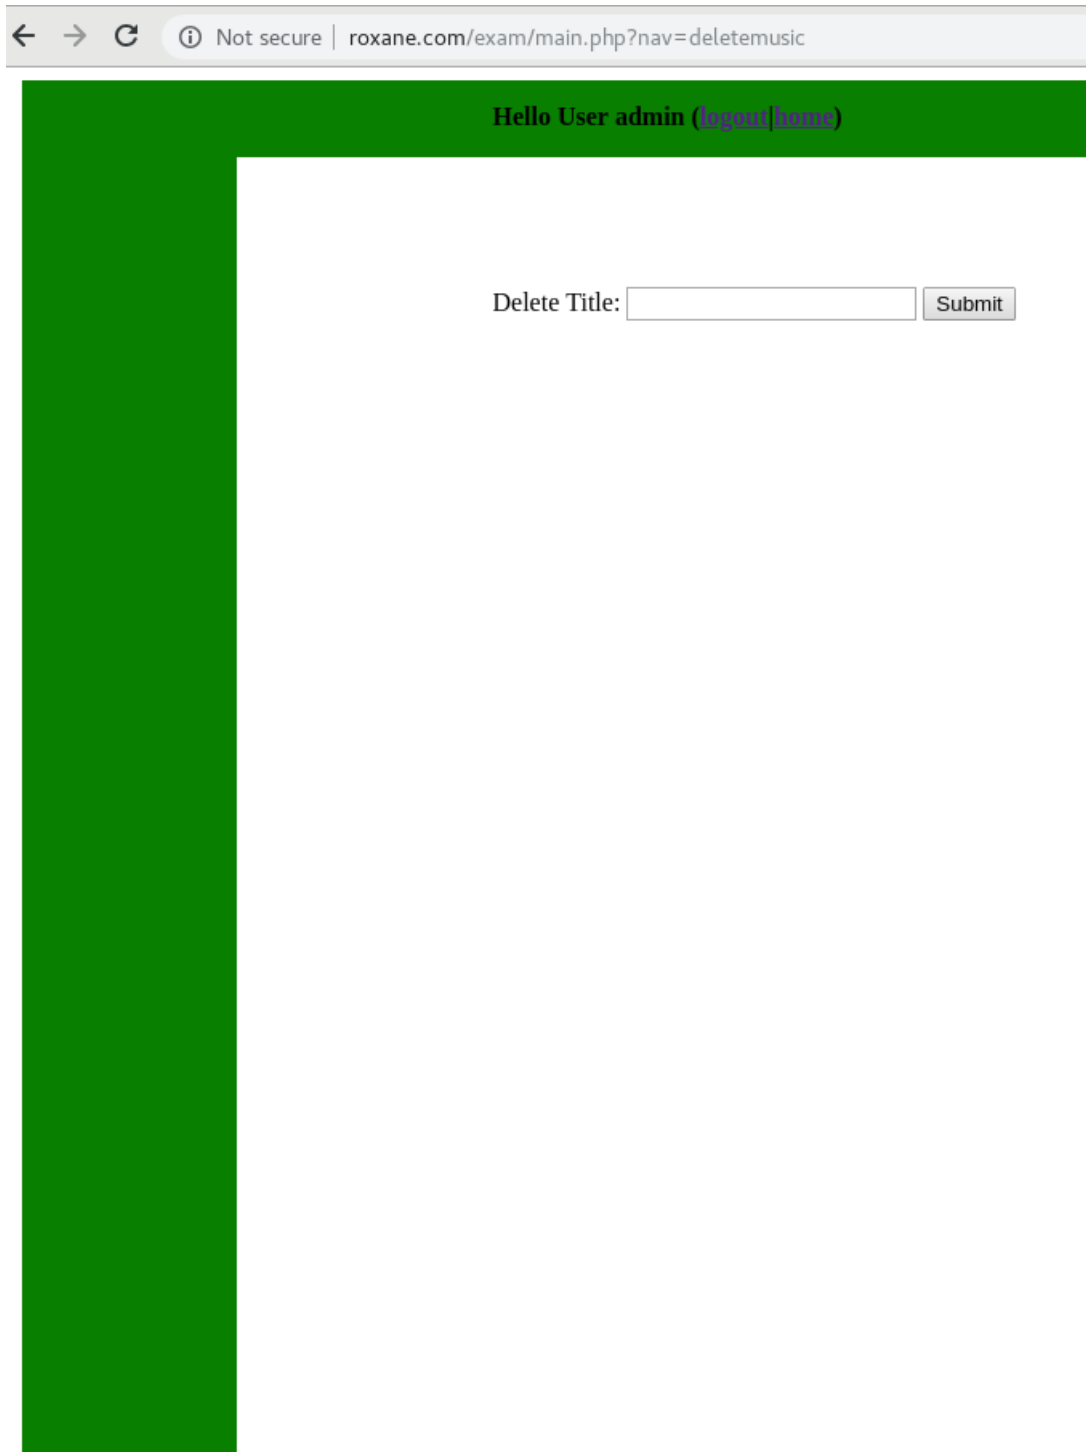 Not secure | roxane.com/exam/main.php?nav=deletemusic
Hello User admin (logout|home)
Delete Title: Submit